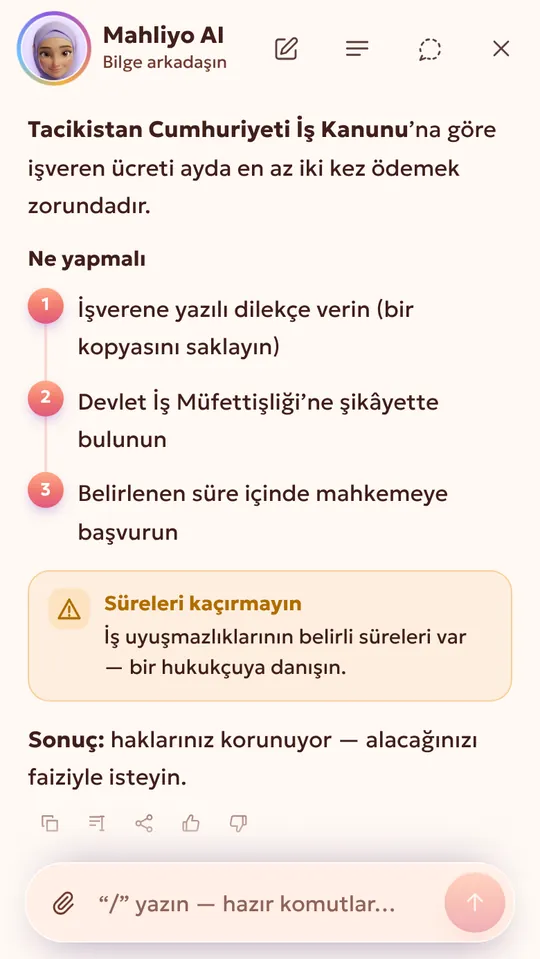 Mahliyo AI
Bilge arkadaşın
Tacikistan Cumhuriyeti İş Kanunu’na göre
işveren ücreti ayda en az iki kez ödemek
zorundadır.
Ne yapmalı
1 İşverene yazılı dilekçe verin (bir
kopyasını saklayın)
2 Devlet İş Müfettişliği’ne şikâyette
bulunun
3 Belirlenen süre içinde mahkemeye
başvurun
Süreleri kaçırmayın
İş uyuşmazlıklarının belirli süreleri var
— bir hukukçuya danışın.
Sonuç: haklarınız korunuyor — alacağınızı
faiziyle isteyin.
“/” yazın — hazır komutlar...